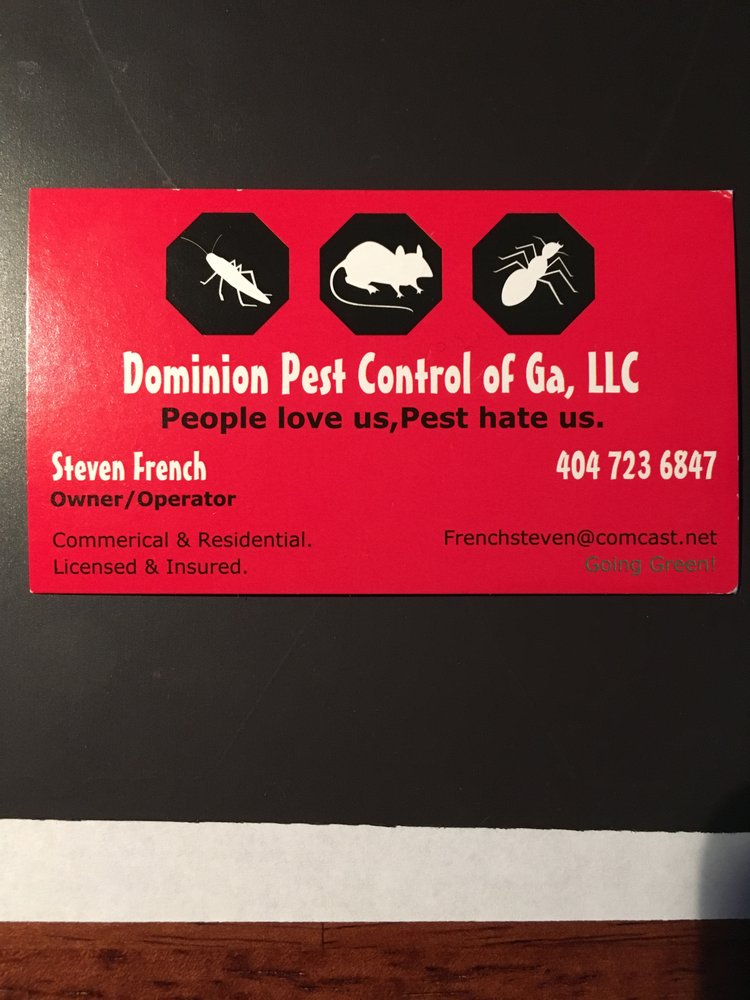 Dominion Pest Control of Ga, LLC
People love us,Pest hate us.
Steven French
404 723 6847
Owner/Operator
Commerical & Residential.
Frenchsteven@comcast.net
Licensed & Insured.
Going Green!